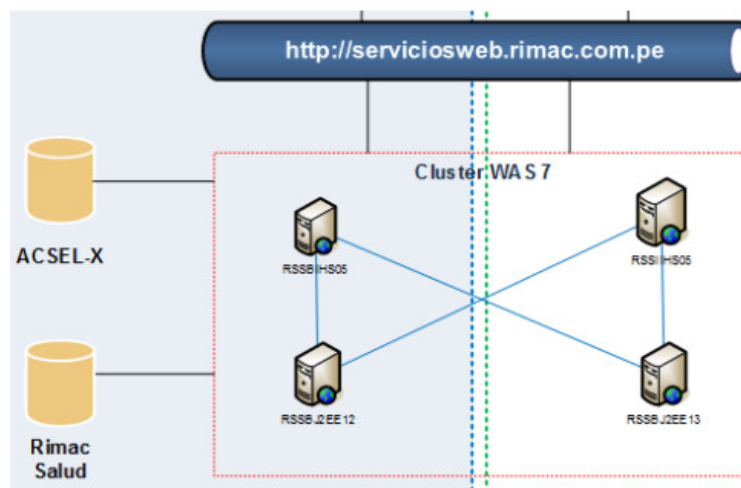 http://serviciosweb.rimac.com.pe
Cluster WAS 7
ACSEL-X
RSSBIHS05
RSSIIHS05
RSSBJ2EE12
RSSBJ2EE13
Rimac
Salud